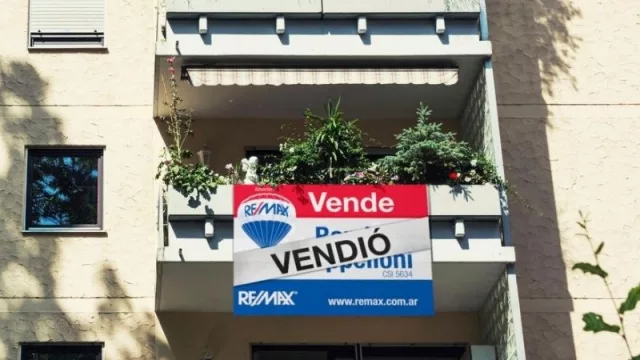 RE/MAX
Vende
VENDIÓ
CSI 5634
RE/MAX
www.remax.com.ar